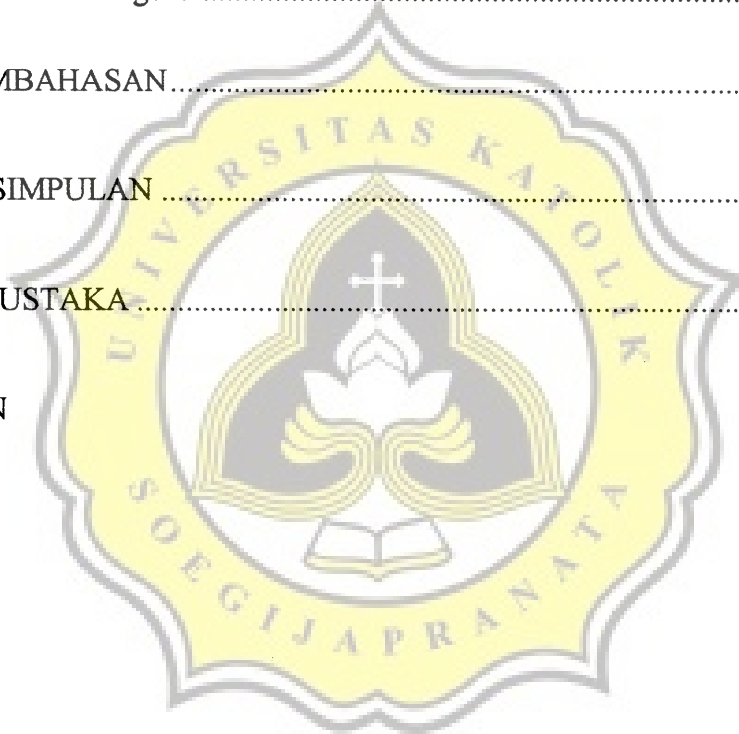 MBAHASAN........................................................................
SIMPULAN........................................................................
USTAKA........................................................................
N
UNIVERSITAS KATOLIK
SOEGIJAPRANATA